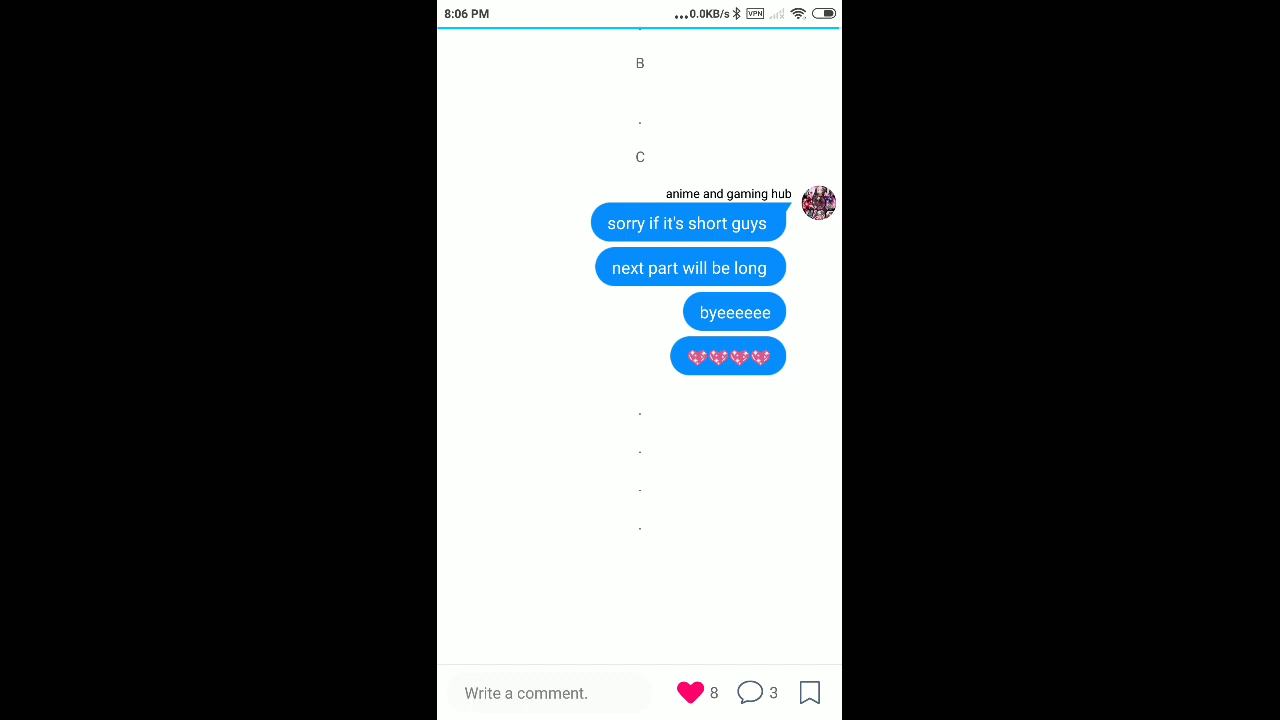 8:06 PM ...0.0KB/s VPN
.
B
.
C
anime and gaming hub
sorry if it's short guys
next part will be long
byeeeeee
💖💖💖💖
.
.
.
.
Write a comment. 8 3